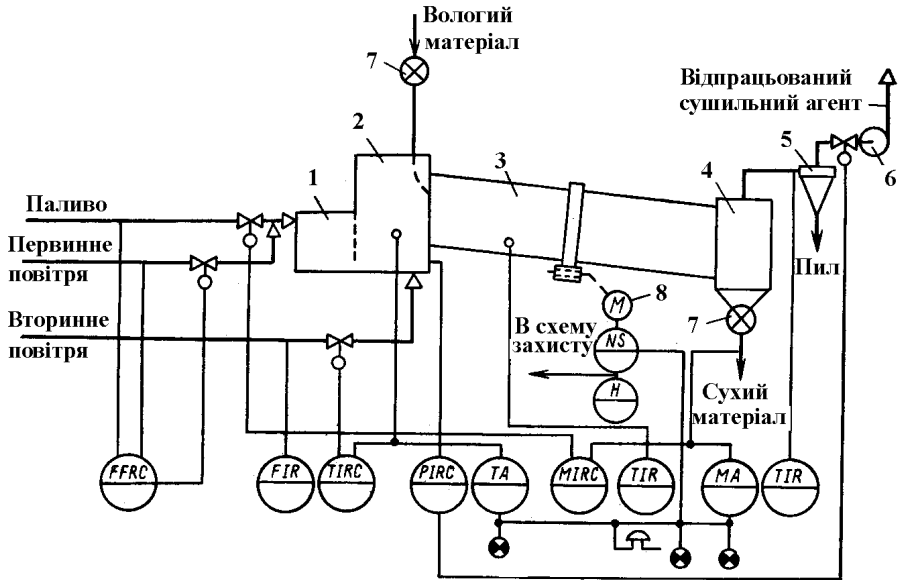 Вологий
матеріал
7
Відпрацьований
сушильний агент
2
5
3
6
1
4
Паливо
Первинне
повітря
Пил
M
8
7
Вторинне
повітря
В схему
захисту
NS
H
Сухий
матеріал
FFRC
FIR
TIRC
PIRC
TA
MIRC
TIR
MA
TIR